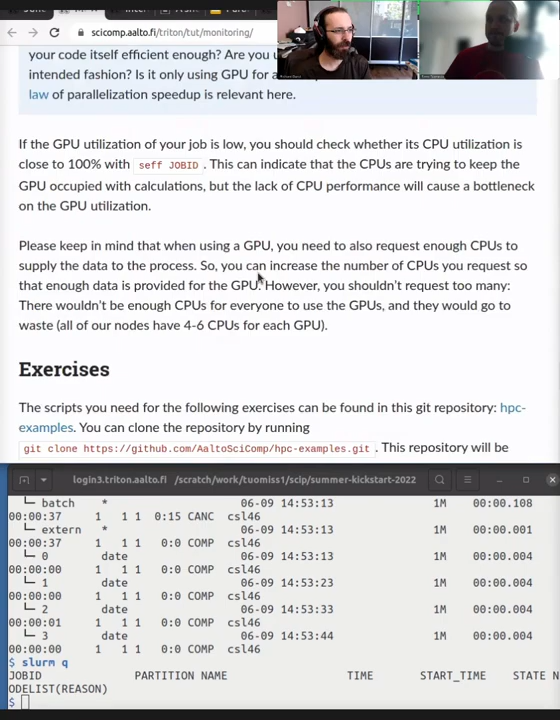 scicomp.aalto.fi/triton/tut/monitoring/
your code itself efficient enough? Are you u
intended fashion? Is it only using GPU for a
law of parallelization speedup is relevant here.
If the GPU utilization of your job is low, you should check whether its CPU utilization is
close to 100% with seff JOBID . This can indicate that the CPUs are trying to keep the
GPU occupied with calculations, but the lack of CPU performance will cause a bottleneck
on the GPU utilization.
Please keep in mind that when using a GPU, you need to also request enough CPUs to
supply the data to the process. So, you can increase the number of CPUs you request so
that enough data is provided for the GPU. However, you shouldn't request too many:
There wouldn't be enough CPUs for everyone to use the GPUs, and they would go to
waste (all of our nodes have 4-6 CPUs for each GPU).
Exercises
The scripts you need for the following exercises can be found in this git repository: hpc-
examples. You can clone the repository by running
git clone https://github.com/AaltoSciComp/hpc-examples.git . This repository will be
login3.triton.aalto.fi /scratch/work/tuomiss1/scip/summer-kickstart-2022
└─ batch * 06-09 14:53:13 1M 00:00.108
00:00:37 1 1 1 0:15 CANC csl46
└─ extern * 06-09 14:53:13 1M 00:00.001
00:00:37 1 1 1 0:0 COMP csl46
└─ 0 date 06-09 14:53:13 1M 00:00.004
00:00:00 1 1 1 0:0 COMP csl46
└─ 1 date 06-09 14:53:23 1M 00:00.004
00:00:00 1 1 1 0:0 COMP csl46
└─ 2 date 06-09 14:53:33 1M 00:00.004
00:00:01 1 1 1 0:0 COMP csl46
└─ 3 date 06-09 14:53:44 1M 00:00.004
00:00:00 1 1 1 0:0 COMP csl46
$ slurm q
JOBID PARTITION NAME TIME START_TIME STATE N
ODELIST(REASON)
$